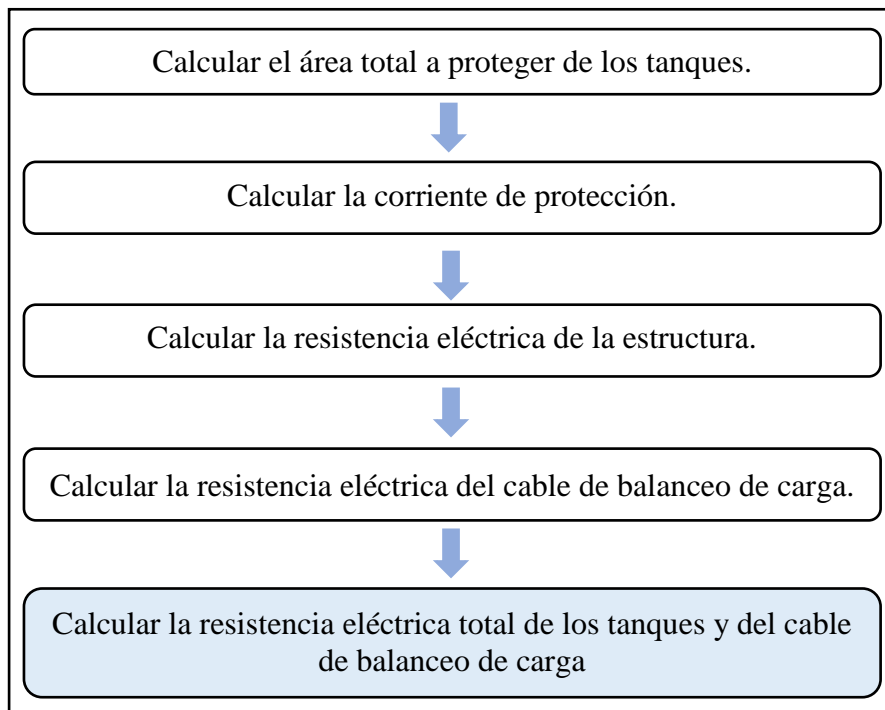 Calcular el área total a proteger de los tanques.
Calcular la corriente de protección.
Calcular la resistencia eléctrica de la estructura.
Calcular la resistencia eléctrica del cable de balanceo de carga.
Calcular la resistencia eléctrica total de los tanques y del cable
de balanceo de carga